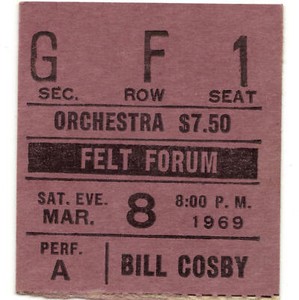 G F 1
SEC. ROW SEAT
ORCHESTRA $7.50
FELT FORUM
SAT. EVE. 8 8:00 P. M.
MAR. 1969
PERF. A BILL COSBY